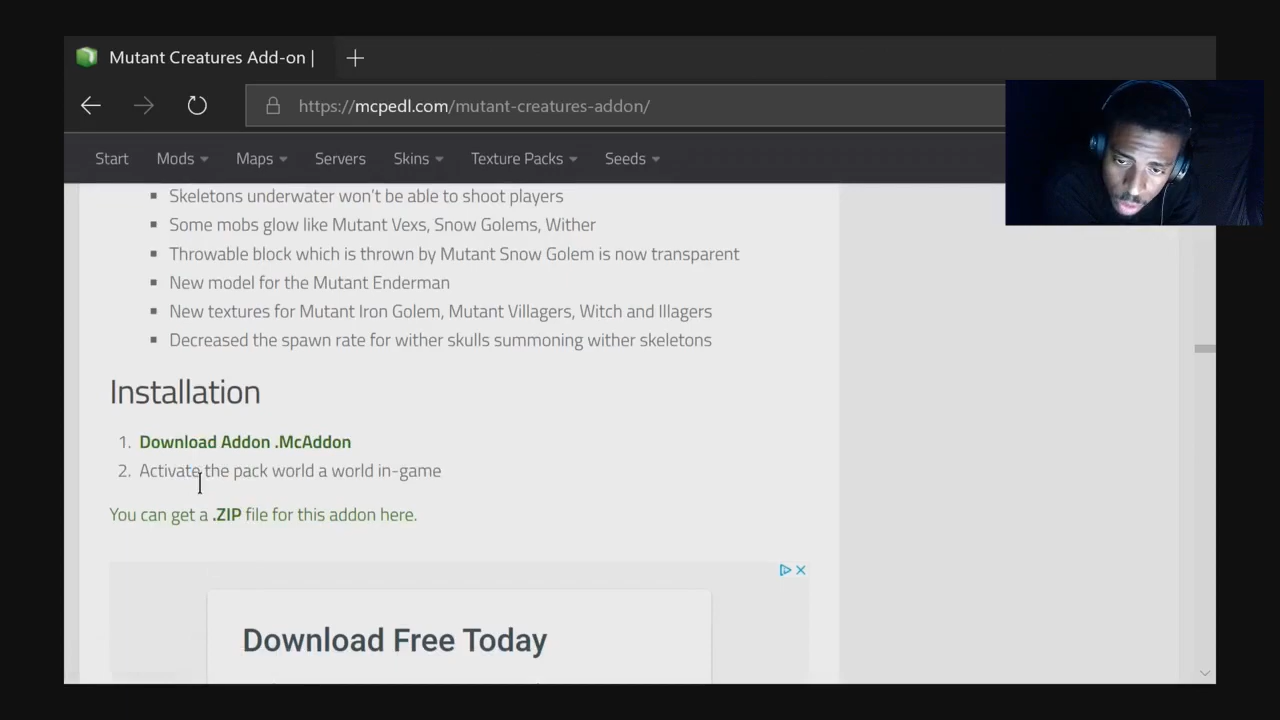 Mutant Creatures Add-on |
https://mcpedl.com/mutant-creatures-addon/
Start Mods Maps Servers Skins Texture Packs Seeds
Skeletons underwater won't be able to shoot players
Some mobs glow like Mutant Vexs, Snow Golems, Wither
Throwable block which is thrown by Mutant Snow Golem is now transparent
New model for the Mutant Enderman
New textures for Mutant Iron Golem, Mutant Villagers, Witch and Illagers
Decreased the spawn rate for wither skulls summoning wither skeletons
Installation
1. Download Addon .McAddon
2. Activate the pack world a world in-game
You can get a .ZIP file for this addon here.
Download Free Today